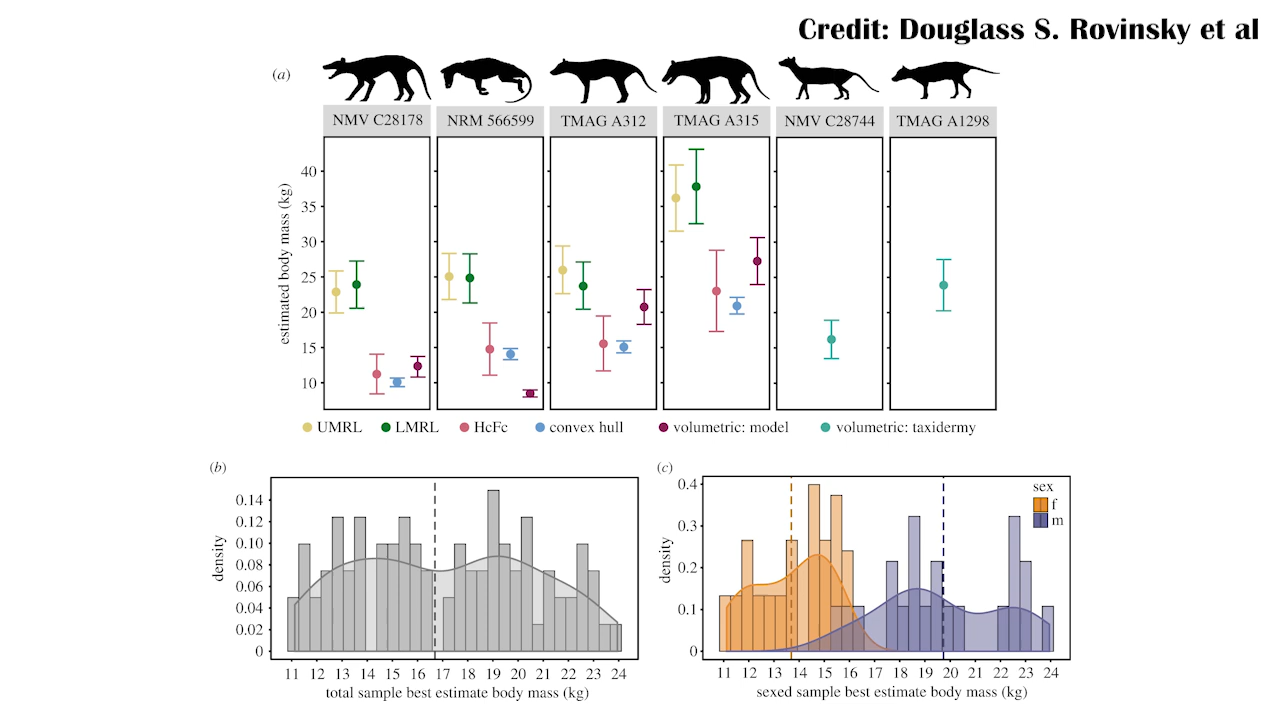 Credit: Douglass S. Rovinsky et al
(a)
NMV C28178 NRM 566599 TMAG A312 TMAG A315 NMV C28744 TMAG A1298
estimated body mass (kg)
40
35
30
25
20
15
10
UMRL LMRL HcFc convex hull volumetric: model volumetric: taxidermy
(b)
density
0.14
0.12
0.10
0.08
0.06
0.04
0.02
0
11 12 13 14 15 16 17 18 19 20 21 22 23 24
total sample best estimate body mass (kg)
(c)
density
0.4
0.3
0.2
0.1
0
sex
f
m
11 12 13 14 15 16 17 18 19 20 21 22 23 24
sexed sample best estimate body mass (kg)